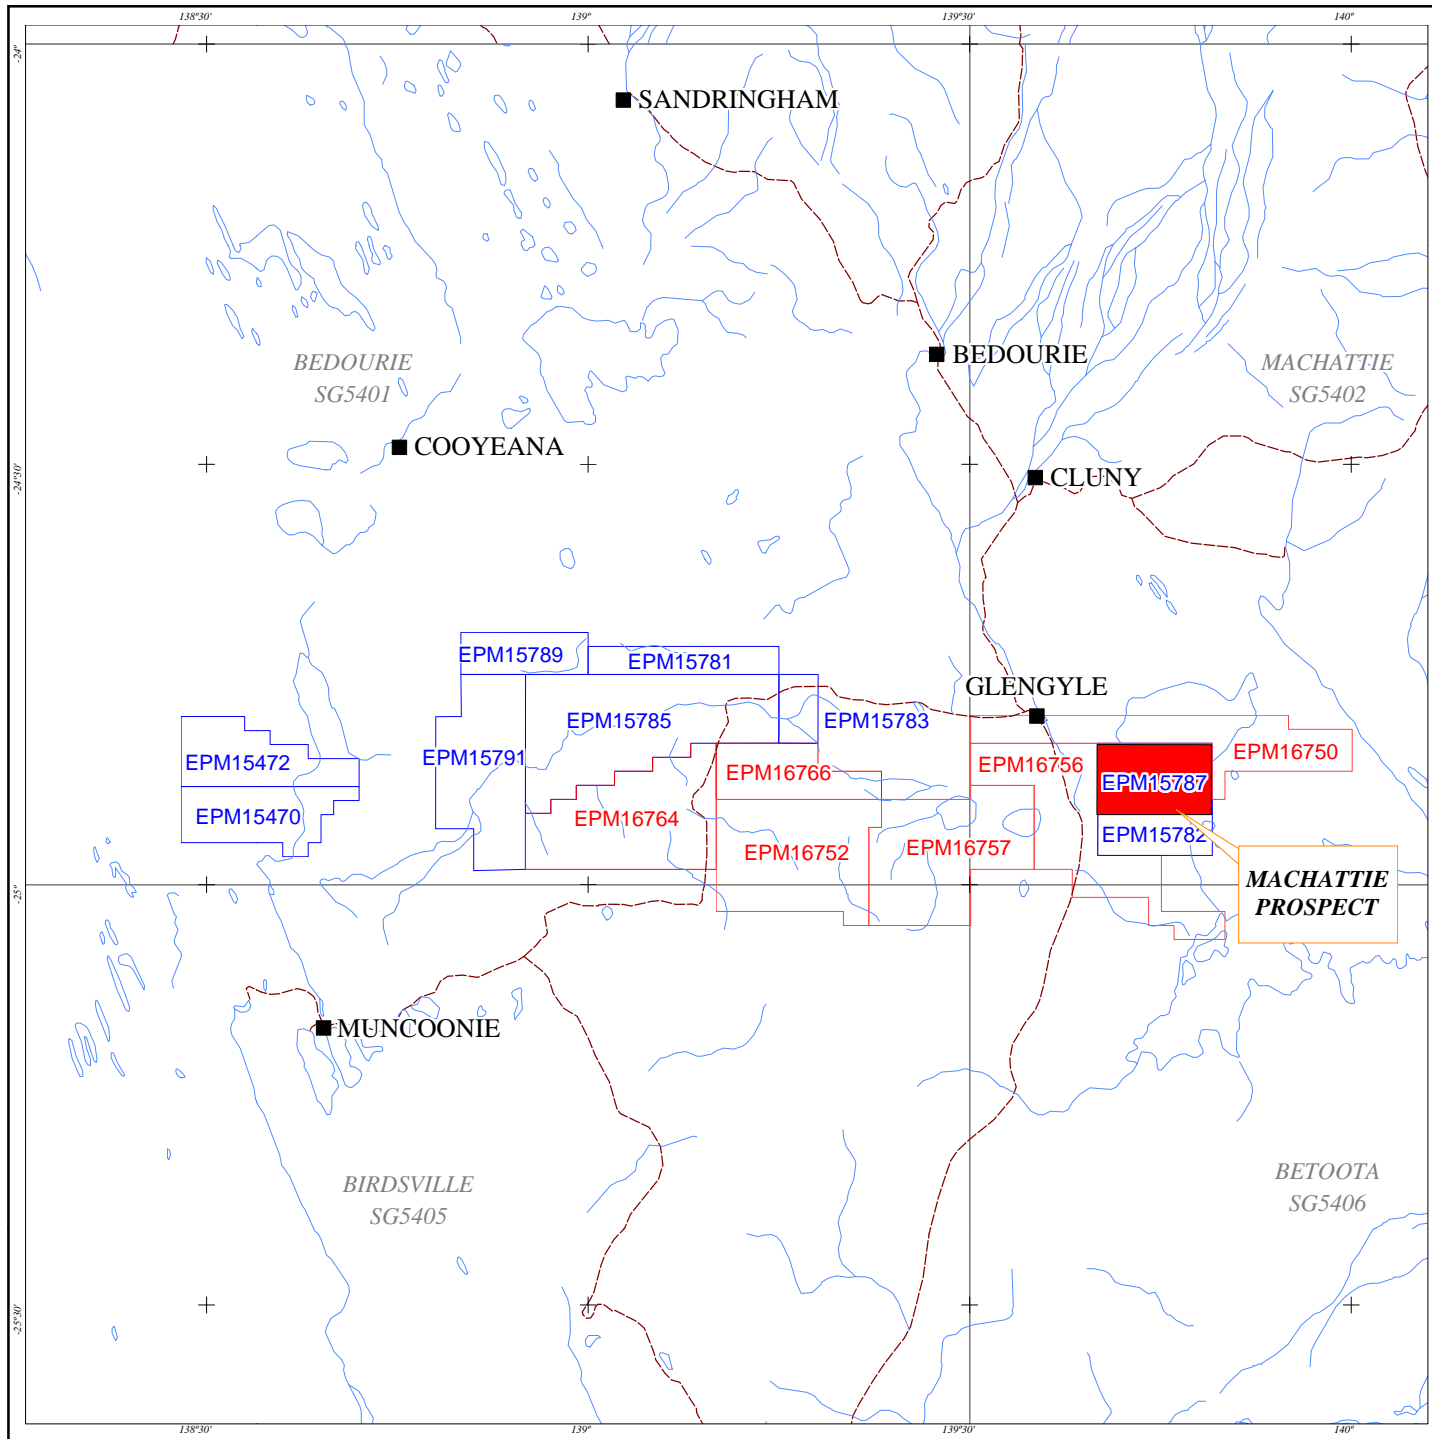 138°30'
139°
139°30'
140°
-24°
SANDRINGHAM
BEDOURIE
SG5401
BEDOURIE
MACHATTIE
SG5402
COOYEANA
-24°30'
CLUNY
EPM15789
EPM15781
GLENGYLE
EPM15785
EPM15783
EPM15472
EPM15791
EPM16766
EPM16756
EPM16750
EPM15787
EPM15470
EPM16764
EPM16752
EPM16757
EPM15782
-25°
MACHATTIE
PROSPECT
MUNCOONIE
BIRDSVILLE
SG5405
BETOOTA
SG5406
-25°30'
138°30'
139°
139°30'
140°